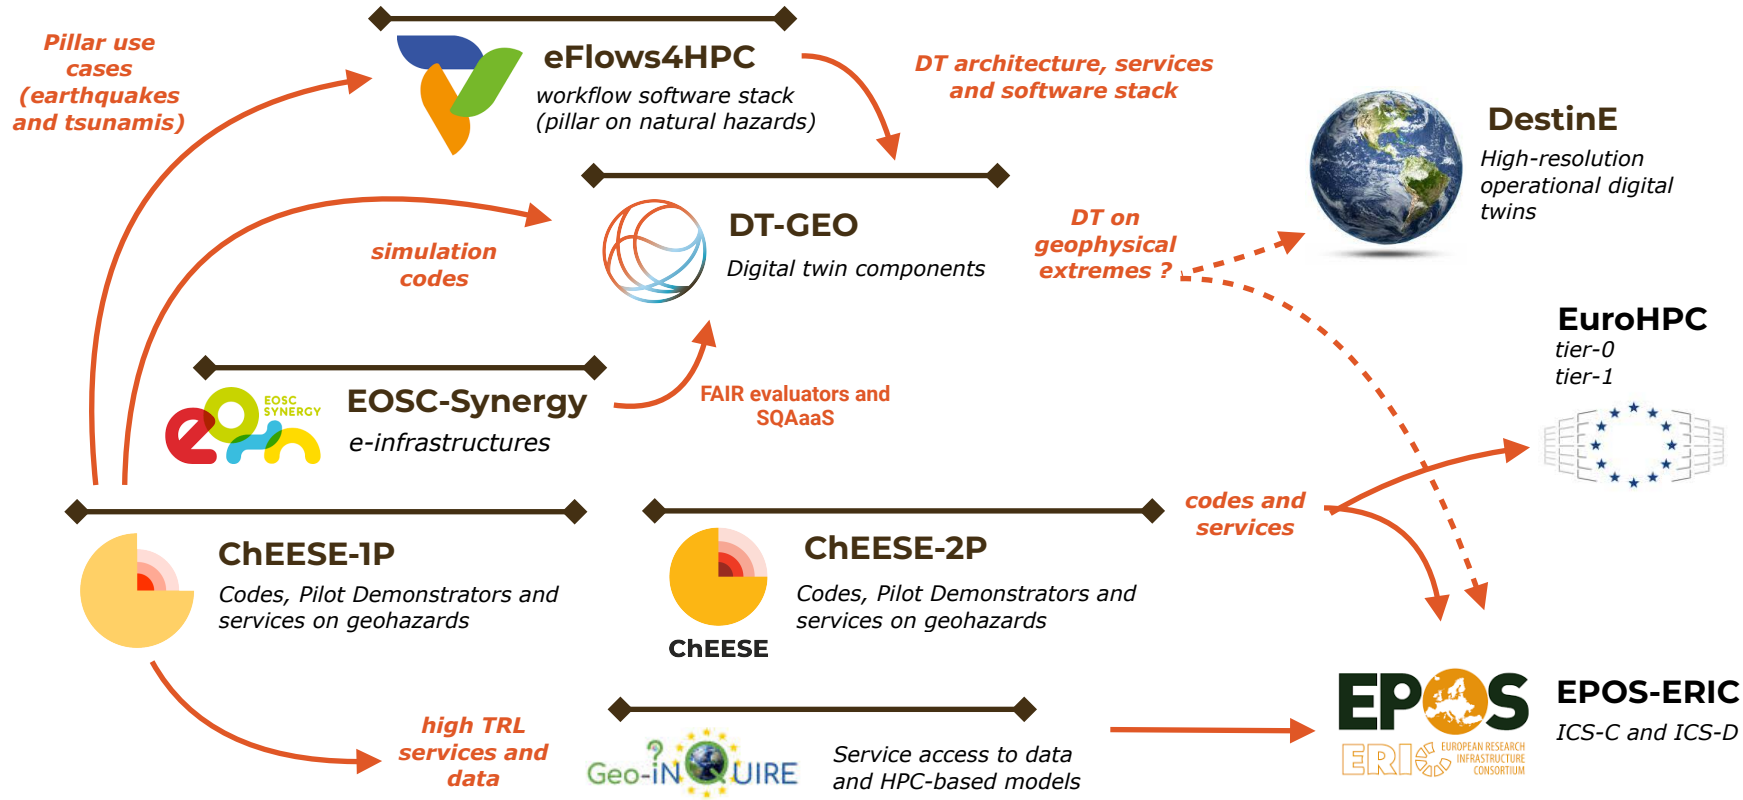 Pillar use
cases
(earthquakes
and tsunamis)
eFlows4HPC
workflow software stack
(pillar on natural hazards)
DT architecture, services
and software stack
DestinE
High-resolution
operational digital
twins
simulation
codes
DT-GEO
Digital twin components
DT on
geophysical
extremes ?
EuroHPC
tier-0
tier-1
EOSC
SYNERGY
EOSC-Synergy
e-infrastructures
FAIR evaluators and
SQAaaS
ChEESE-1P
Codes, Pilot Demonstrators and
services on geohazards
ChEESE
ChEESE-2P
Codes, Pilot Demonstrators and
services on geohazards
codes and
services
high TRL
services and
data
Geo-iNQUIRE
Service access to data
and HPC-based models
EPOS
ERIC
EUROPEAN RESEARCH
INFRASTRUCTURE
CONSORTIUM
EPOS-ERIC
ICS-C and ICS-D